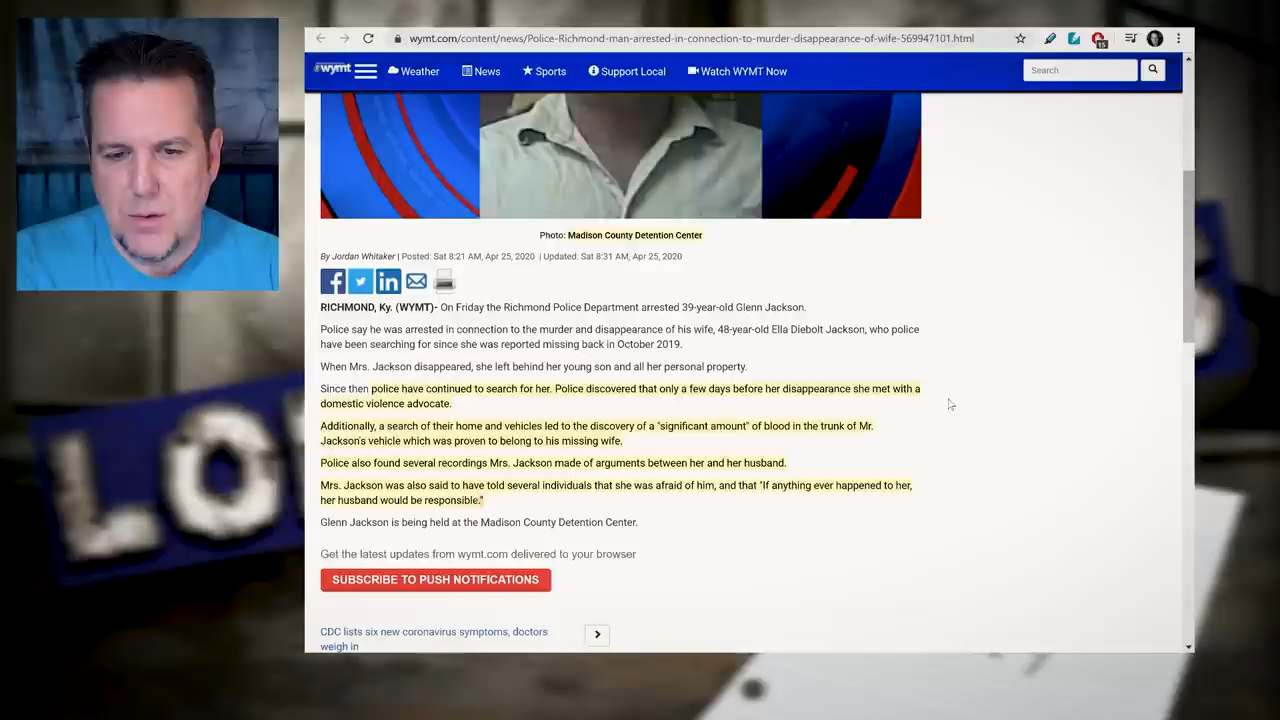 wymt.com/content/news/Police-Richmond-man-arrested-in-connection-to-murder-disappearance-of-wife-569947101.html
15
wymt Weather News Sports Support Local Watch WYMT Now Search
Photo: Madison County Detention Center
By Jordan Whitaker | Posted: Sat 8:21 AM, Apr 25, 2020 | Updated: Sat 8:31 AM, Apr 25, 2020
RICHMOND, Ky. (WYMT)- On Friday the Richmond Police Department arrested 39-year-old Glenn Jackson.
Police say he was arrested in connection to the murder and disappearance of his wife, 48-year-old Ella Diebolt Jackson, who police
have been searching for since she was reported missing back in October 2019.
When Mrs. Jackson disappeared, she left behind her young son and all her personal property.
Since then police have continued to search for her. Police discovered that only a few days before her disappearance she met with a
domestic violence advocate.
Additionally, a search of their home and vehicles led to the discovery of a "significant amount" of blood in the trunk of Mr.
Jackson's vehicle which was proven to belong to his missing wife.
Police also found several recordings Mrs. Jackson made of arguments between her and her husband.
Mrs. Jackson was also said to have told several individuals that she was afraid of him, and that "If anything ever happened to her,
her husband would be responsible."
Glenn Jackson is being held at the Madison County Detention Center.
Get the latest updates from wymt.com delivered to your browser
SUBSCRIBE TO PUSH NOTIFICATIONS
CDC lists six new coronavirus symptoms, doctors
weigh in
LO